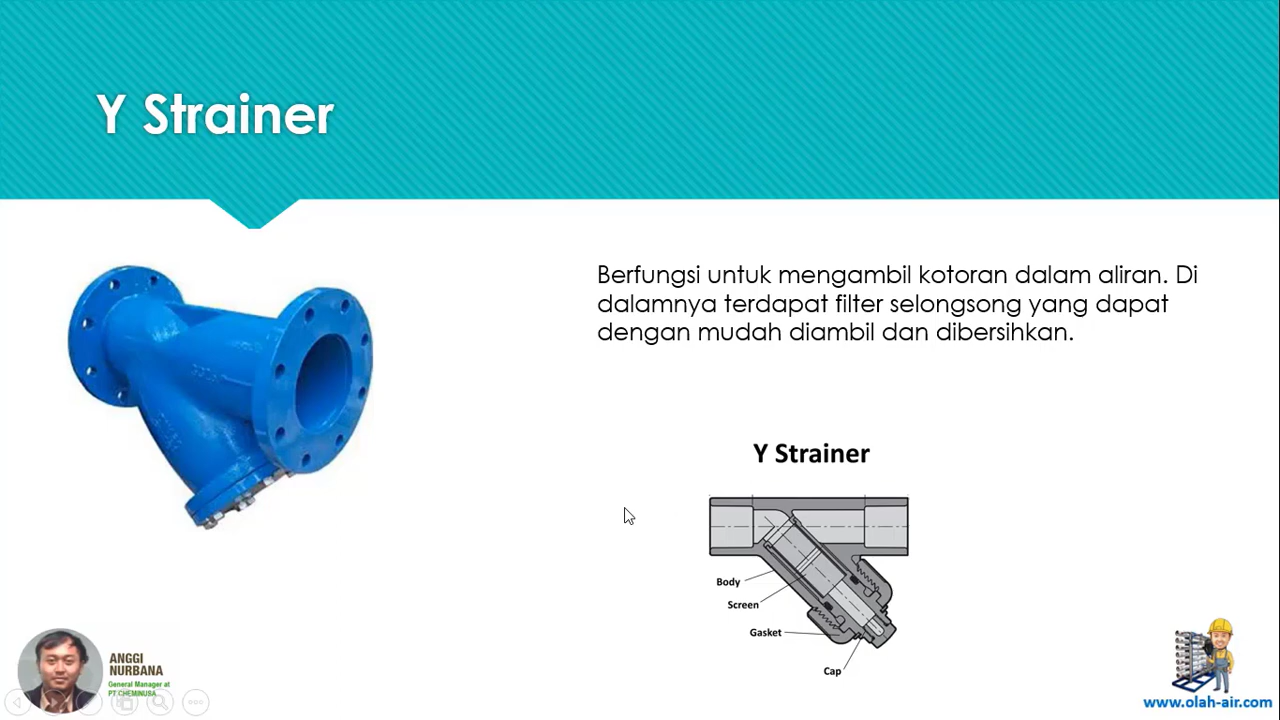 Y Strainer
Berfungsi untuk mengambil kotoran dalam aliran. Di
dalamnya terdapat filter selongsong yang dapat
dengan mudah diambil dan dibersihkan.
Y Strainer
Body
Screen
Gasket
Cap
ANGGI
NURBANA
General Manager at
PT CHEMINUSA
www.olah-air.com